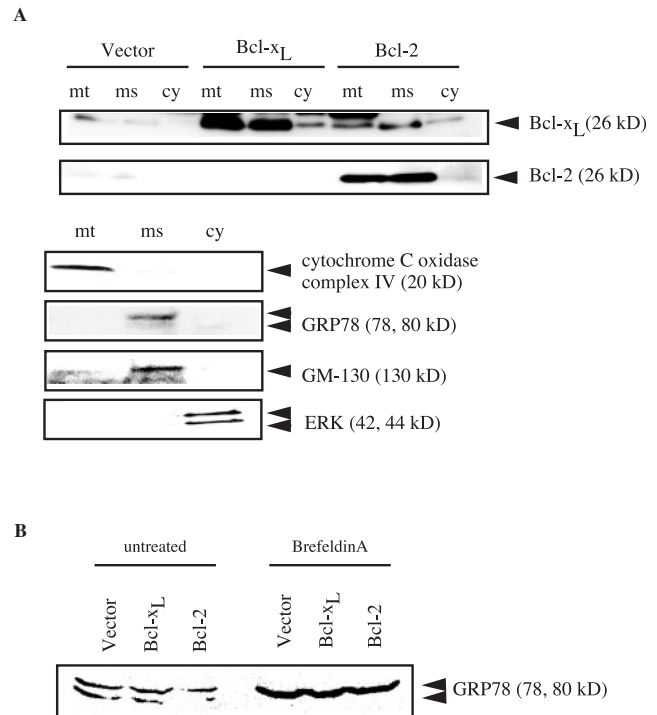 A
Vector Bcl-xL Bcl-2
mt ms cy mt ms cy mt ms cy
Bcl-xL (26 kD)
Bcl-2 (26 kD)
mt ms cy
cytochrome C oxidase
complex IV (20 kD)
GRP78 (78, 80 kD)
GM-130 (130 kD)
ERK (42, 44 kD)
B
untreated BrefeldinA
Vector Bcl-xL Bcl-2 Vector Bcl-xL Bcl-2
GRP78 (78, 80 kD)